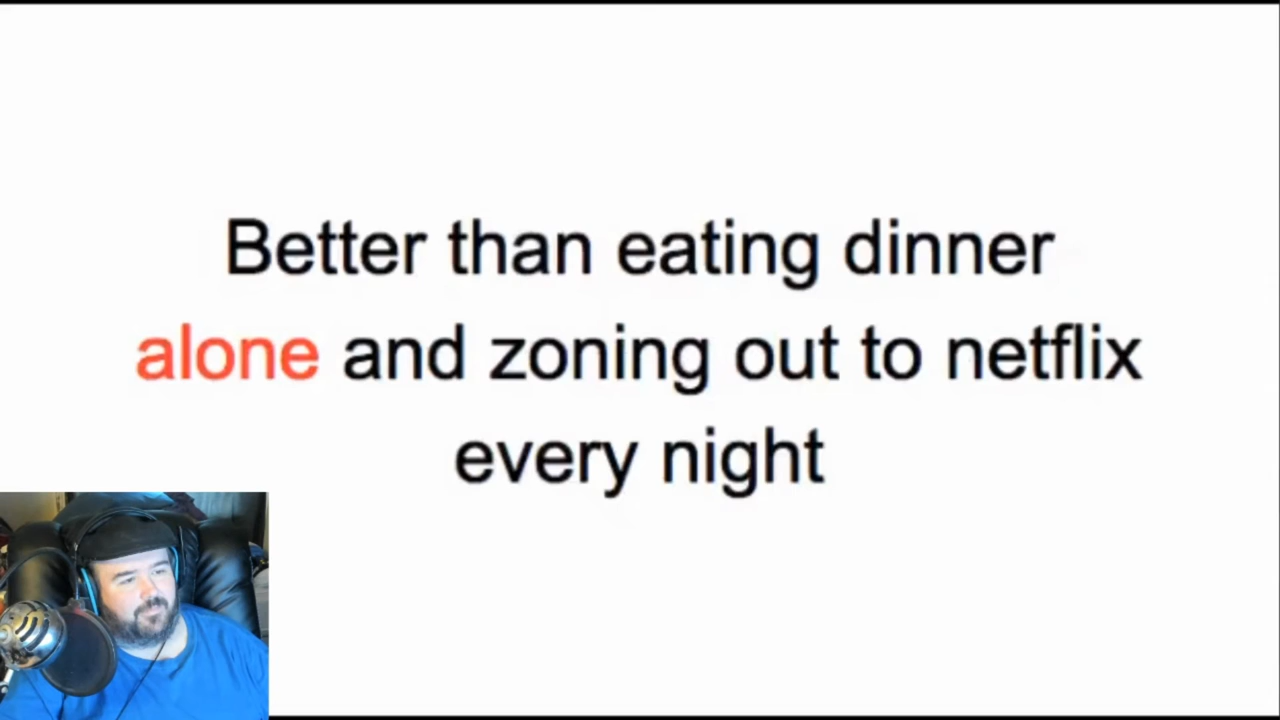 Better than eating dinner
alone and zoning out to netflix
every night